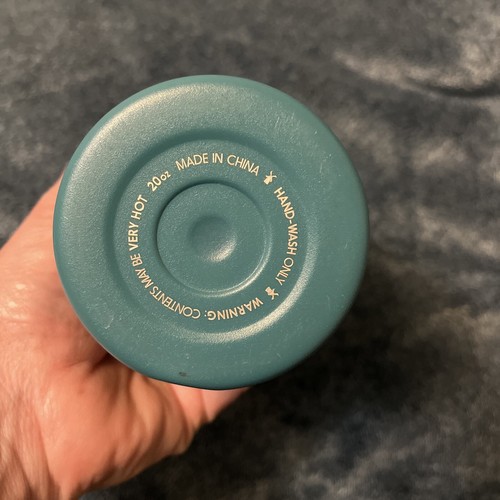 WARNING: CONTENTS MAY BE VERY HOT 20oz MADE IN CHINA HAND-WASH ONLY